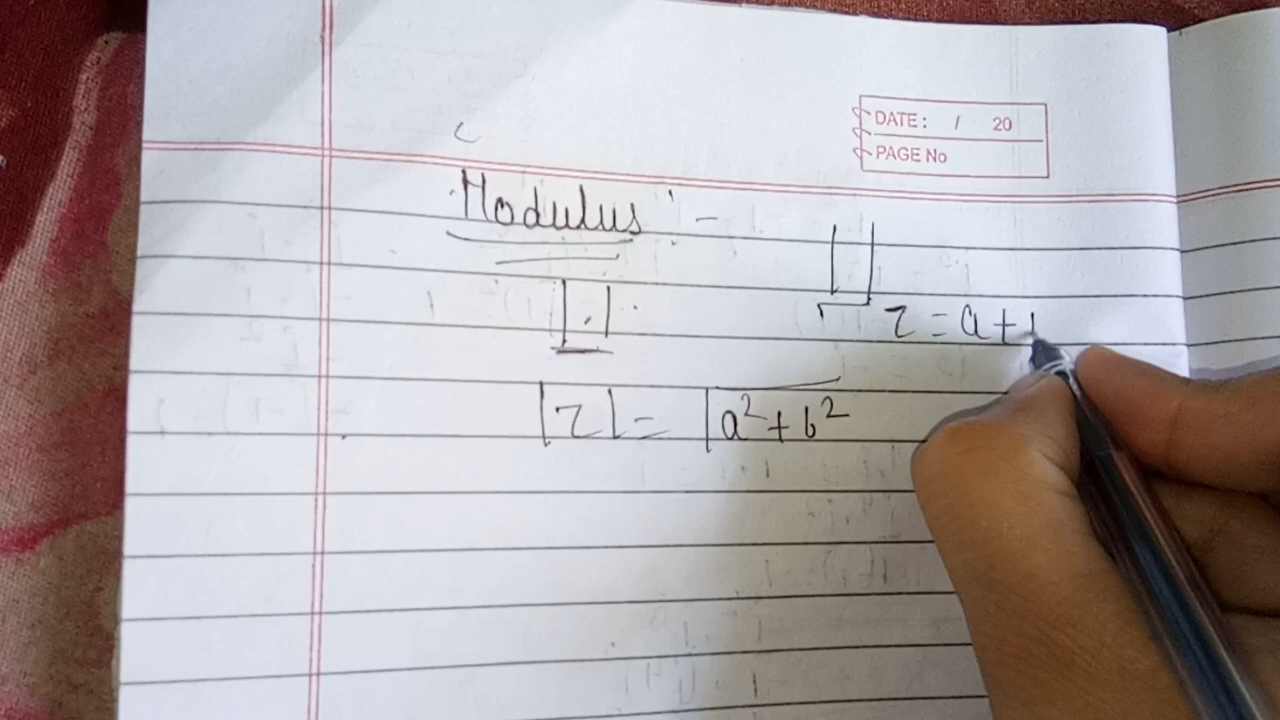 DATE: / 20
PAGE No
Modulus :-
| |
|.|
z = a +
|z| = √a² + b²